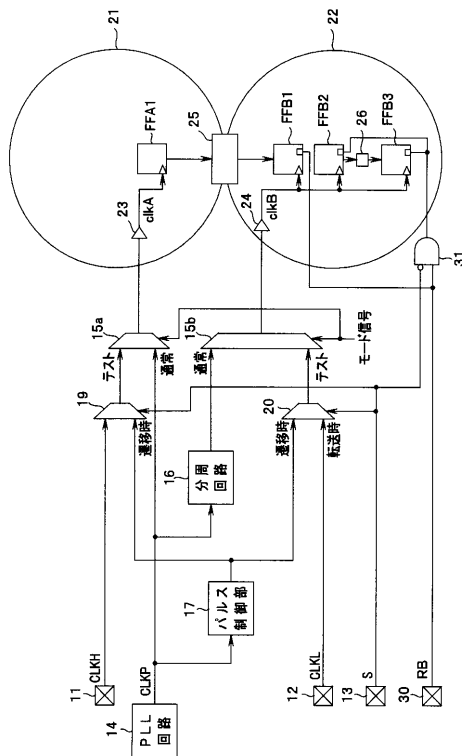 21
22
FFA1
25
FFB1
FFB2
26
FFB3
23
clkA
24
clkB
31
15a
テスト
通常
15b
通常
テスト
モード信号
19
遷移時
20
遷移時
転送時
16
分周
回路
17
パルス
制御部
11
CLKH
14
PLL
回路
CLKP
12
CLKL
13
S
30
RB